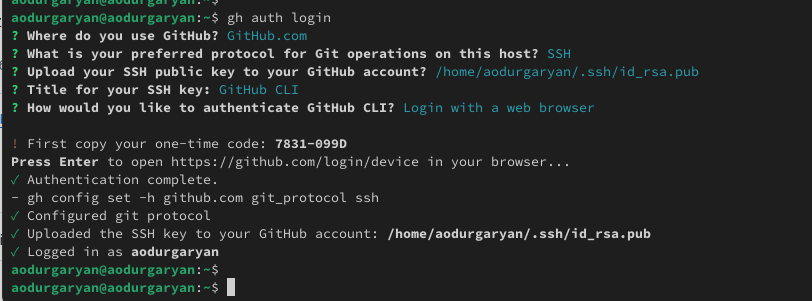 aodurgaryan@aodurgaryan:~$ gh auth login
? Where do you use GitHub? GitHub.com
? What is your preferred protocol for Git operations on this host? SSH
? Upload your SSH public key to your GitHub account? /home/aodurgaryan/.ssh/id_rsa.pub
? Title for your SSH key: GitHub CLI
? How would you like to authenticate GitHub CLI? Login with a web browser
! First copy your one-time code: 7831-099D
Press Enter to open https://github.com/login/device in your browser...
✓ Authentication complete.
- gh config set -h github.com git_protocol ssh
✓ Configured git protocol
✓ Uploaded the SSH key to your GitHub account: /home/aodurgaryan/.ssh/id_rsa.pub
✓ Logged in as aodurgaryan
aodurgaryan@aodurgaryan:~$
aodurgaryan@aodurgaryan:~$